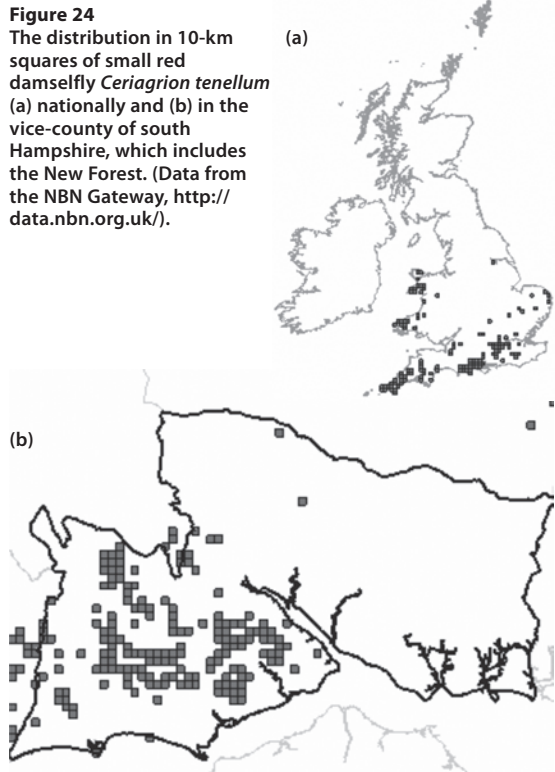 Figure 24
The distribution in 10-km
squares of small red
damselfly Ceriagrion tenellum
(a) nationally and (b) in the
vice-county of south
Hampshire, which includes
the New Forest. (Data from
the NBN Gateway, http://
data.nbn.org.uk/).
(a)
(b)